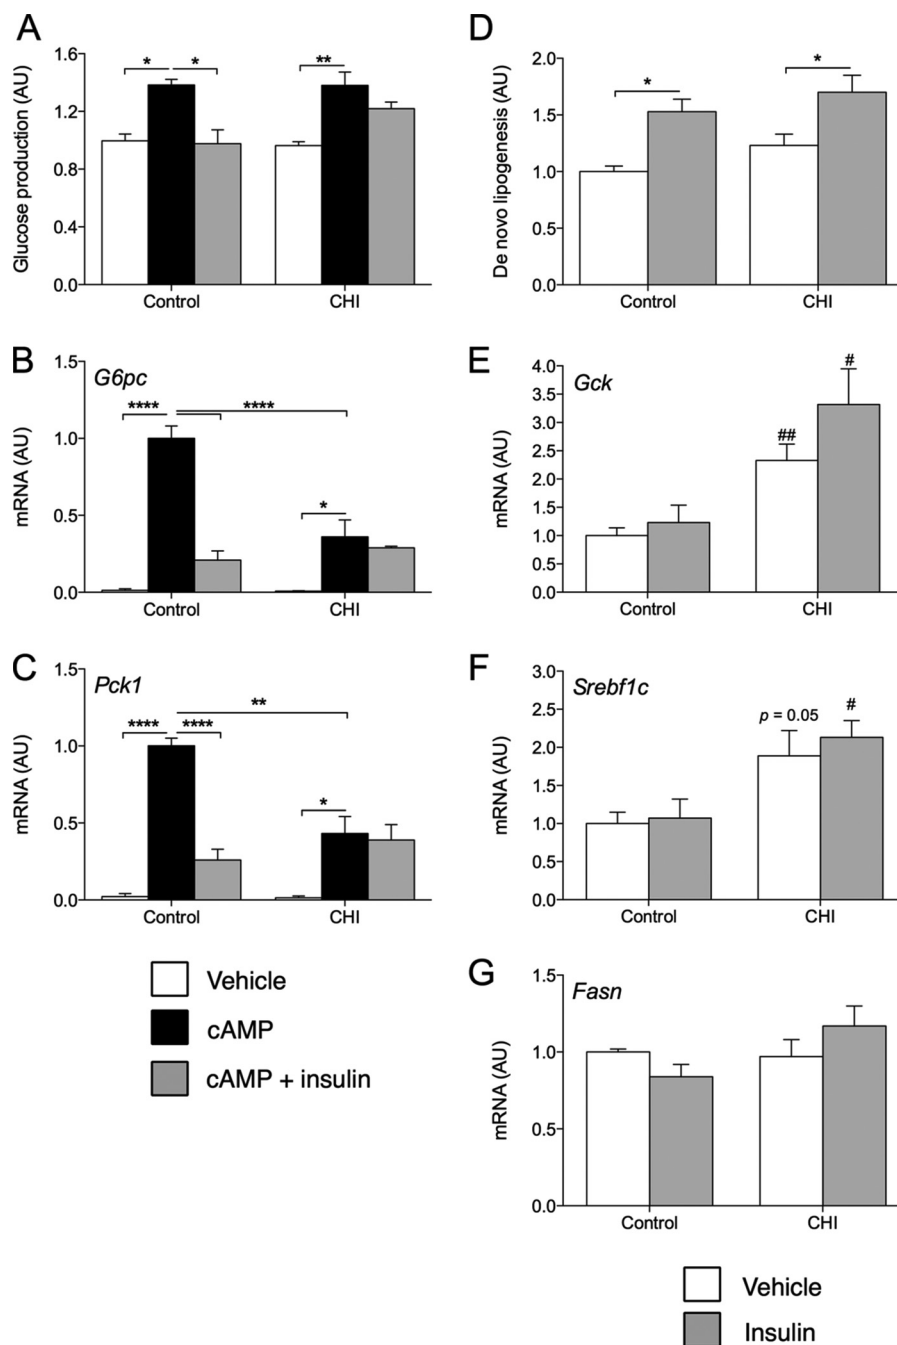 A
Glucose production (AU)
1.6
1.2
0.8
0.4
0.0
* *
**
Control CHI
B
G6pc
mRNA (AU)
1.5
1.0
0.5
0.0
**** ****
*
Control CHI
C
Pck1
mRNA (AU)
1.5
1.0
0.5
0.0
**** **** **
*
Control CHI
Vehicle
cAMP
cAMP + insulin
D
De novo lipogenesis (AU)
2.0
1.5
1.0
0.5
0.0
* *
Control CHI
E
Gck
mRNA (AU)
4.0
3.5
3.0
2.5
2.0
1.5
1.0
0.5
0.0
## #
Control CHI
F
Srebf1c
mRNA (AU)
3.0
2.5
2.0
1.5
1.0
0.5
0.0
p = 0.05 #
Control CHI
G
Fasn
mRNA (AU)
1.5
1.0
0.5
0.0
Control CHI
Vehicle
Insulin